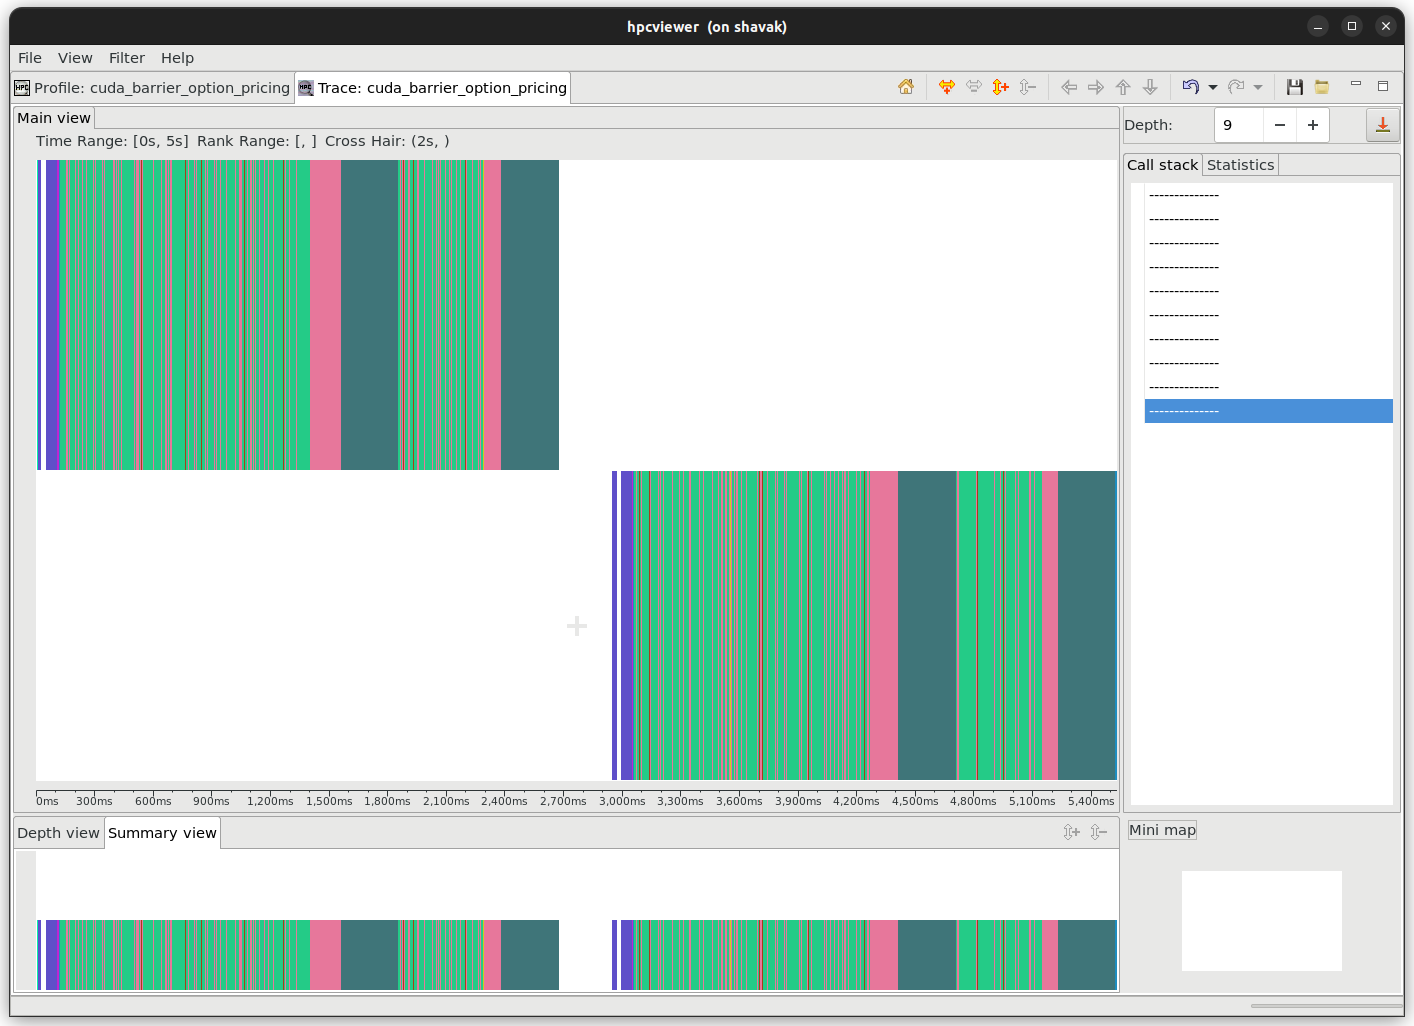 hpcviewer (on shavak)
File View Filter Help
Profile: cuda_barrier_option_pricing Trace: cuda_barrier_option_pricing
Main view
Time Range: [0s, 5s] Rank Range: [, ] Cross Hair: (2s, )
Depth: 9
Call stack Statistics
--------------
--------------
--------------
--------------
--------------
--------------
--------------
--------------
--------------
--------------
0ms 300ms 600ms 900ms 1,200ms 1,500ms 1,800ms 2,100ms 2,400ms 2,700ms 3,000ms 3,300ms 3,600ms 3,900ms 4,200ms 4,500ms 4,800ms 5,100ms 5,400ms
Depth view Summary view
Mini map